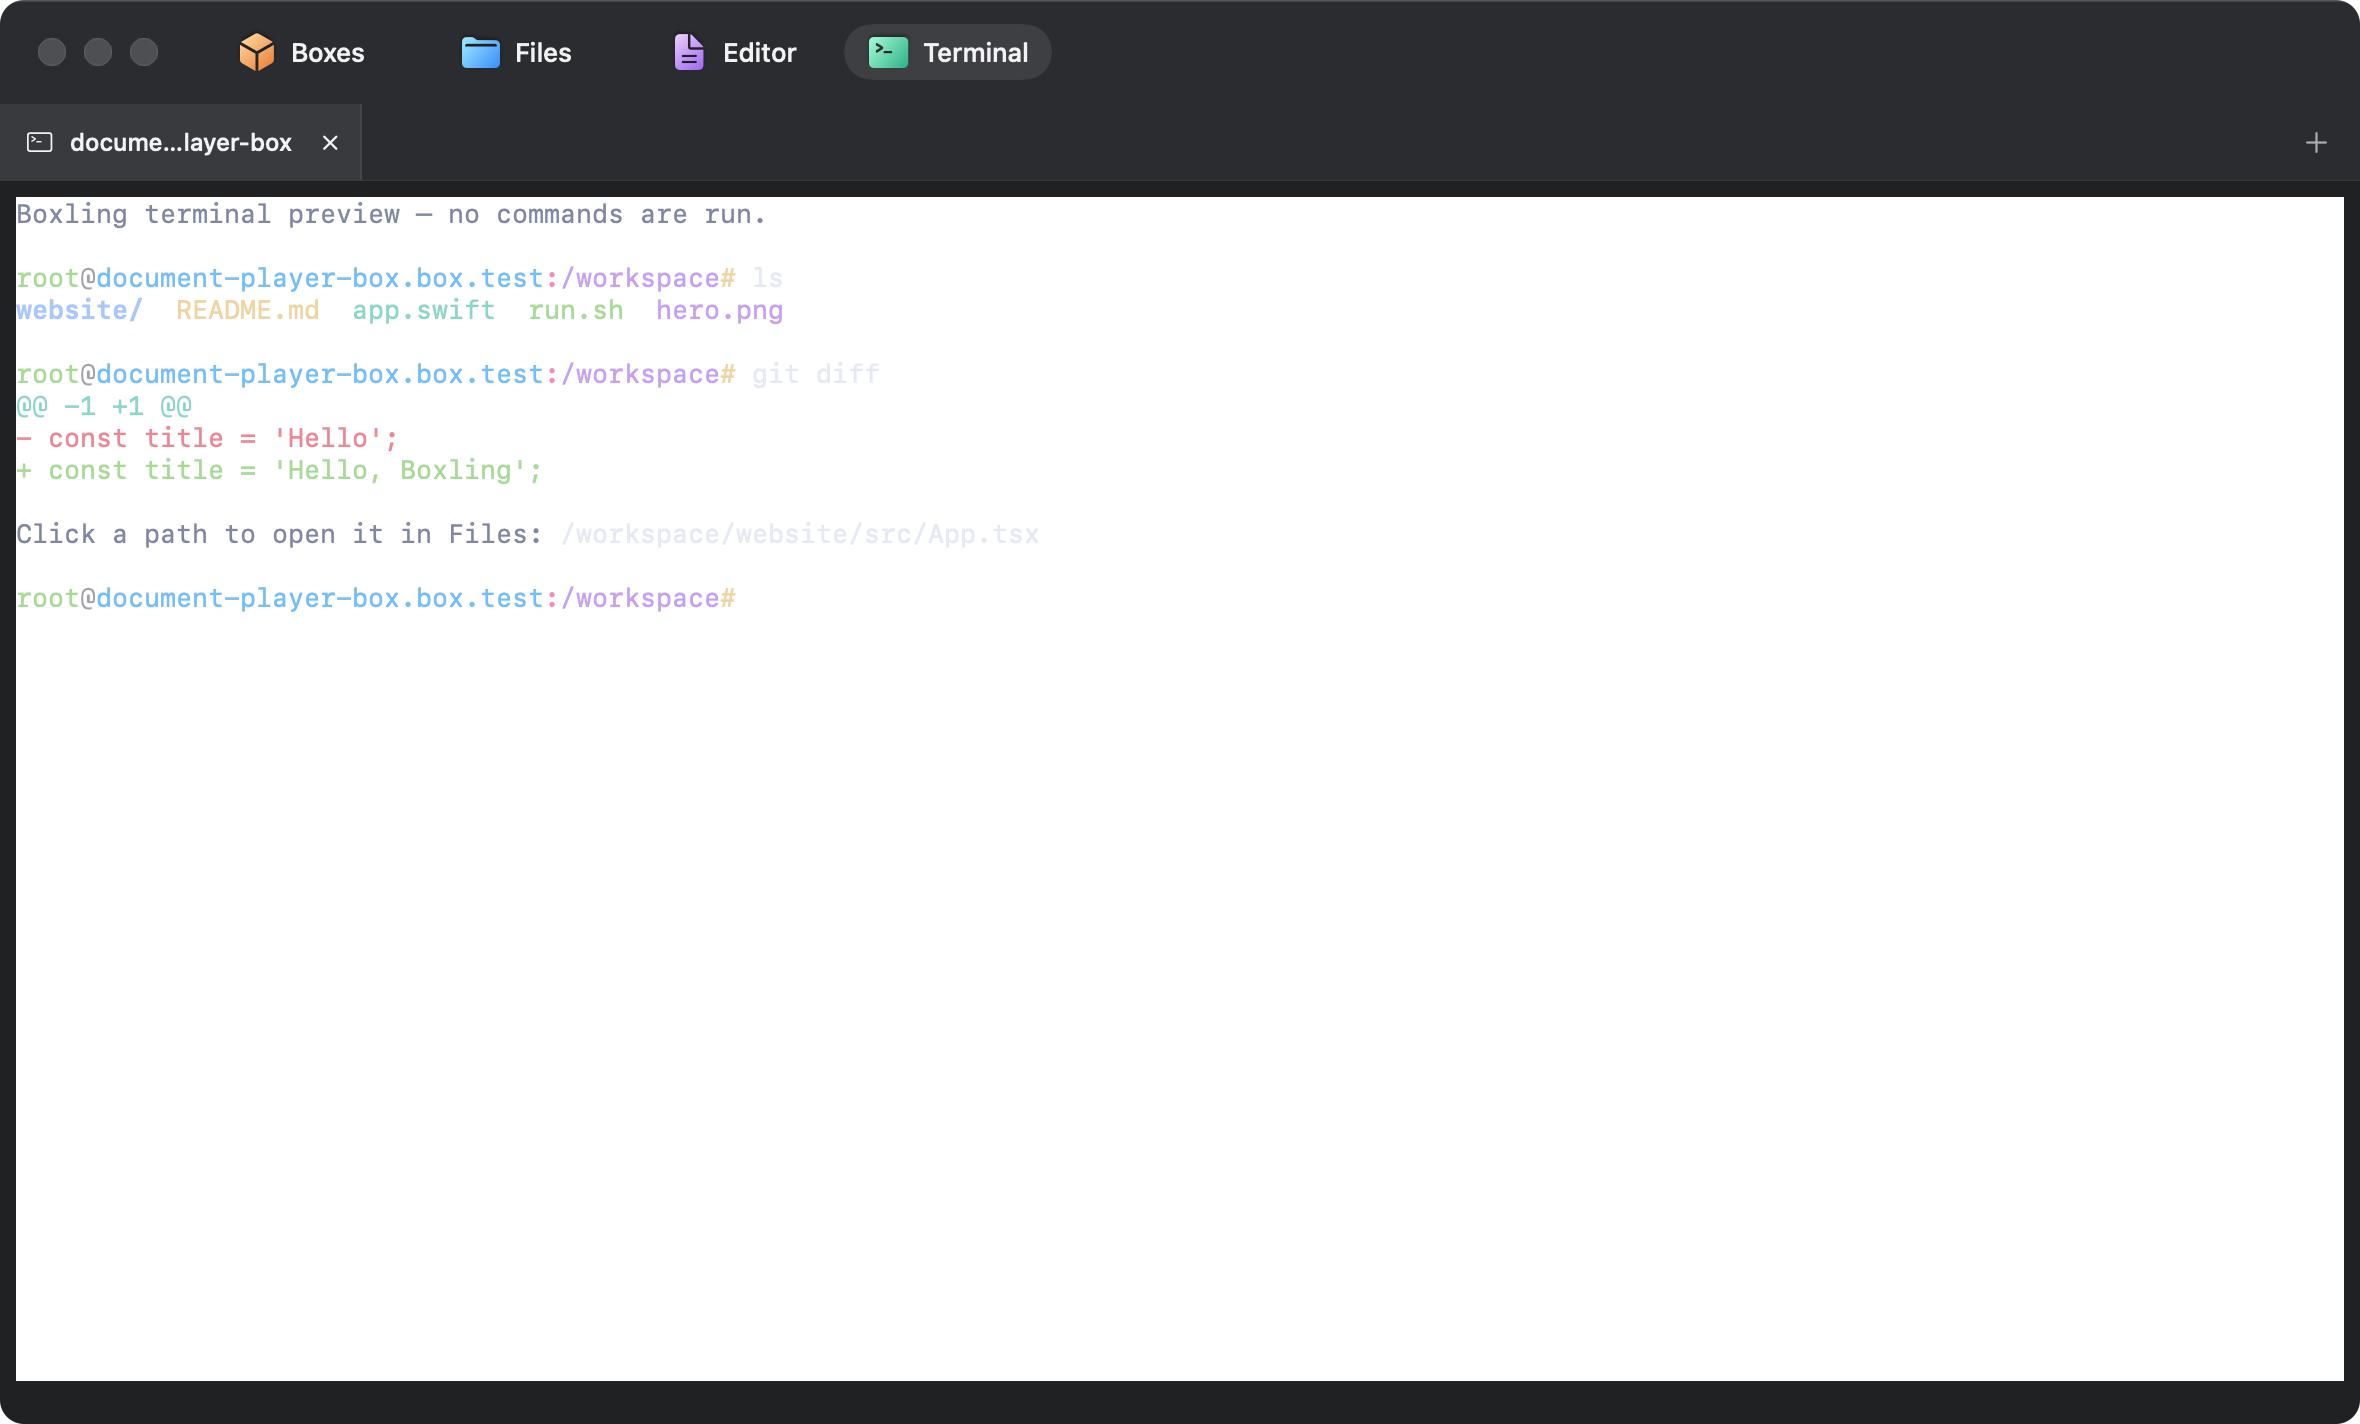 Boxes Files Editor >_ Terminal
>_ docume...layer-box × +
Boxling terminal preview — no commands are run.
root@document-player-box.box.test:/workspace# ls
website/ README.md app.swift run.sh hero.png
root@document-player-box.box.test:/workspace# git diff
@@ -1 +1 @@
- const title = 'Hello';
+ const title = 'Hello, Boxling';
Click a path to open it in Files: /workspace/website/src/App.tsx
root@document-player-box.box.test:/workspace#